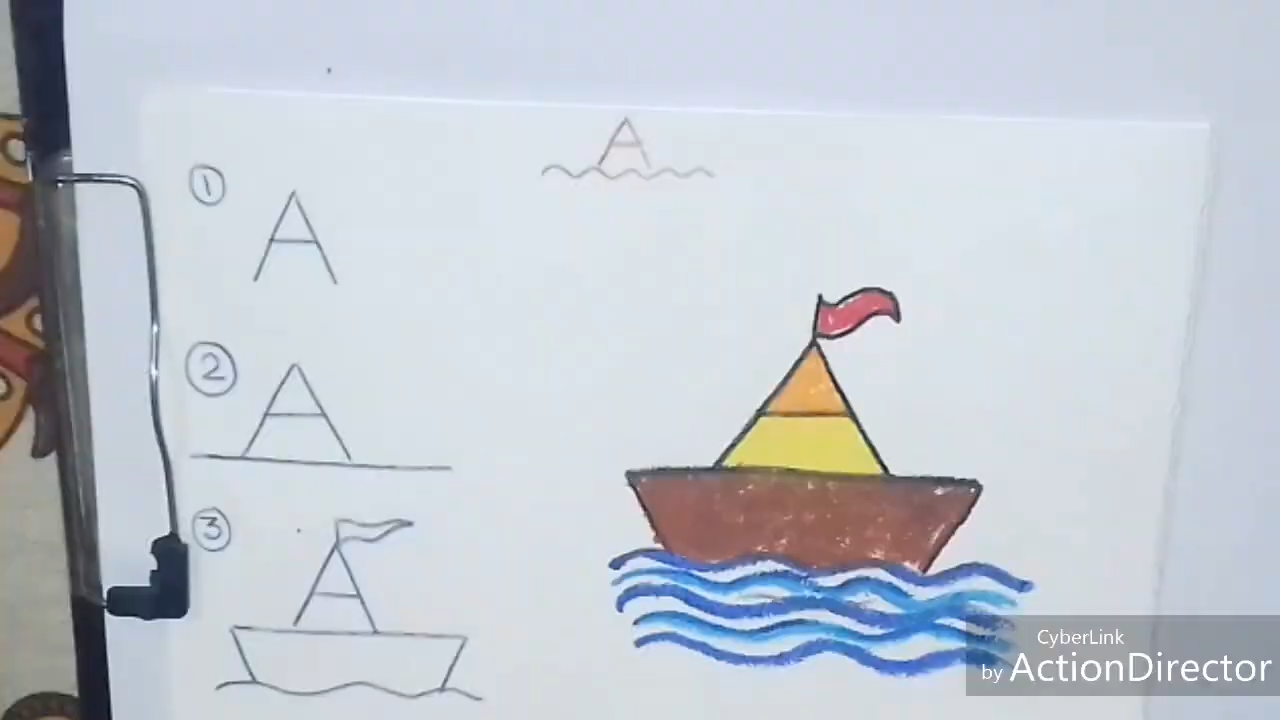 A
① 
A
②
A
③
A
CyberLink
by ActionDirector